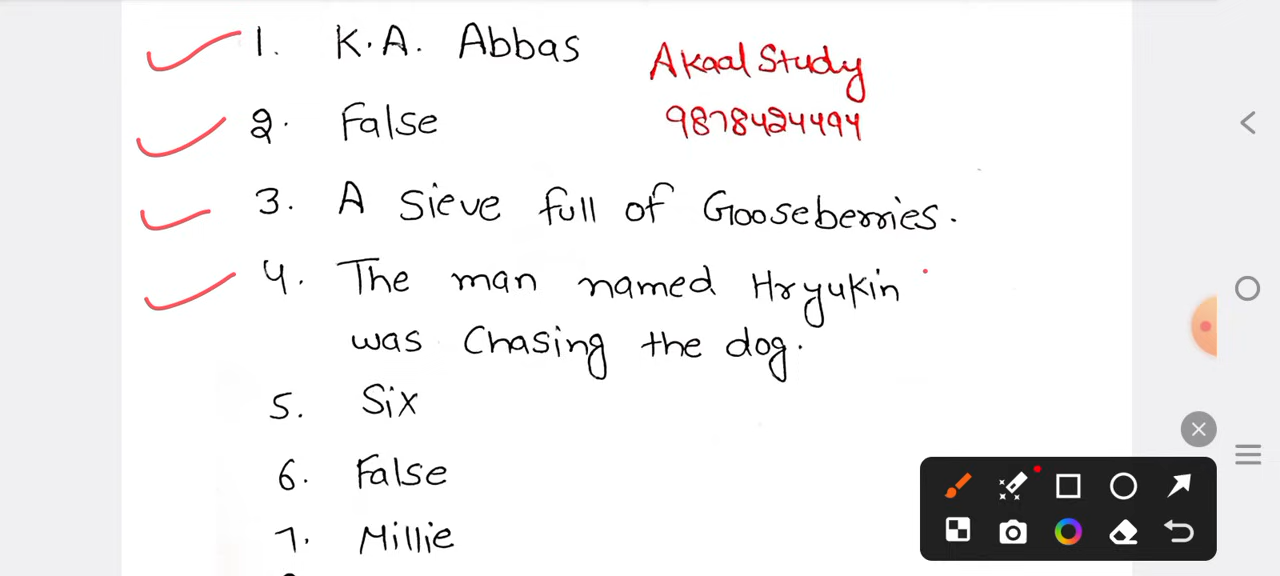 1. K.A. Abbas
Akaal Study
2. False
9878424494
3. A Sieve full of Gooseberries.
4. The man named Hryukin
was Chasing the dog.
5. Six
6. False
7. Millie